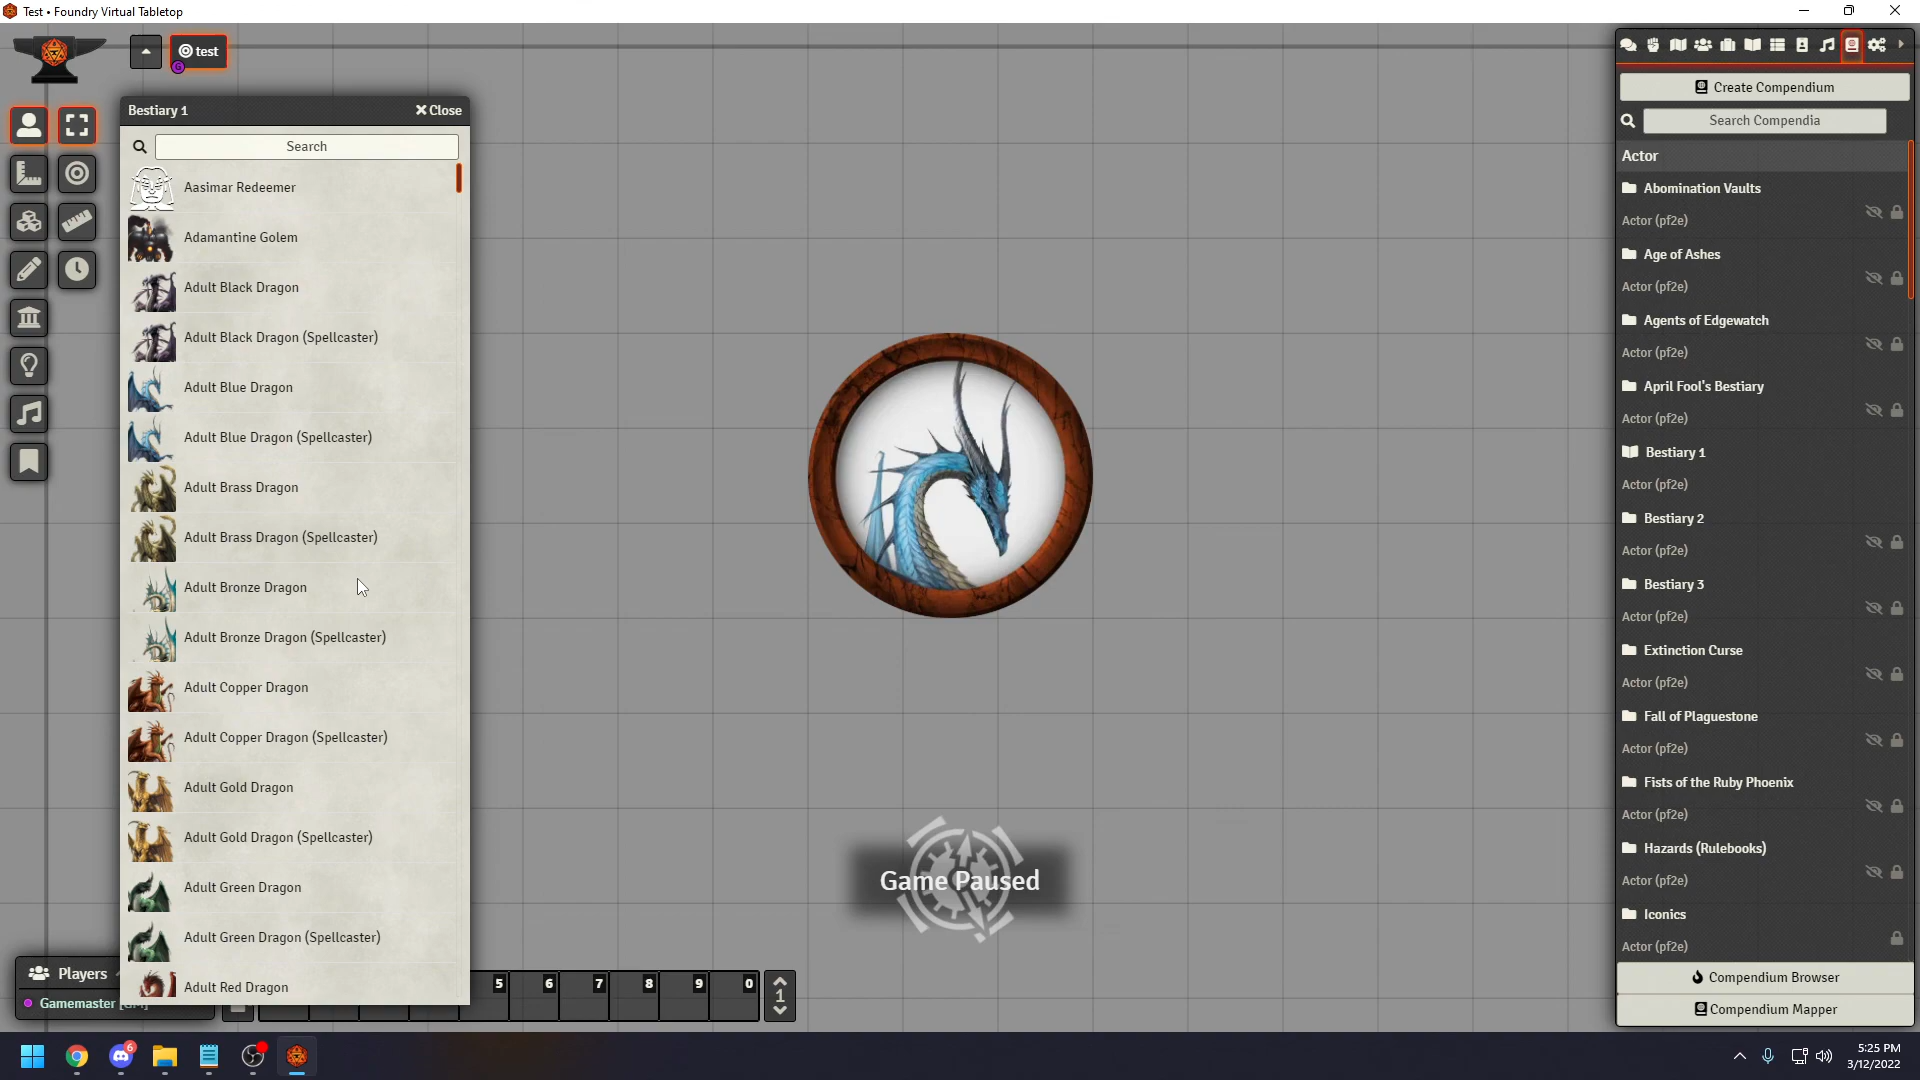 Test • Foundry Virtual Tabletop
test
G
Bestiary 1
Close
Search
Aasimar Redeemer
Adamantine Golem
Adult Black Dragon
Adult Black Dragon (Spellcaster)
Adult Blue Dragon
Adult Blue Dragon (Spellcaster)
Adult Brass Dragon
Adult Brass Dragon (Spellcaster)
Adult Bronze Dragon
Adult Bronze Dragon (Spellcaster)
Adult Copper Dragon
Adult Copper Dragon (Spellcaster)
Adult Gold Dragon
Adult Gold Dragon (Spellcaster)
Adult Green Dragon
Adult Green Dragon (Spellcaster)
Adult Red Dragon
Players
Gamemaster [GM]
5 6 7 8 9 0
1
Game Paused
Create Compendium
Search Compendia
Actor
Abomination Vaults
Actor (pf2e)
Age of Ashes
Actor (pf2e)
Agents of Edgewatch
Actor (pf2e)
April Fool's Bestiary
Actor (pf2e)
Bestiary 1
Actor (pf2e)
Bestiary 2
Actor (pf2e)
Bestiary 3
Actor (pf2e)
Extinction Curse
Actor (pf2e)
Fall of Plaguestone
Actor (pf2e)
Fists of the Ruby Phoenix
Actor (pf2e)
Hazards (Rulebooks)
Actor (pf2e)
Iconics
Actor (pf2e)
Compendium Browser
Compendium Mapper
6
5:25 PM
3/12/2022